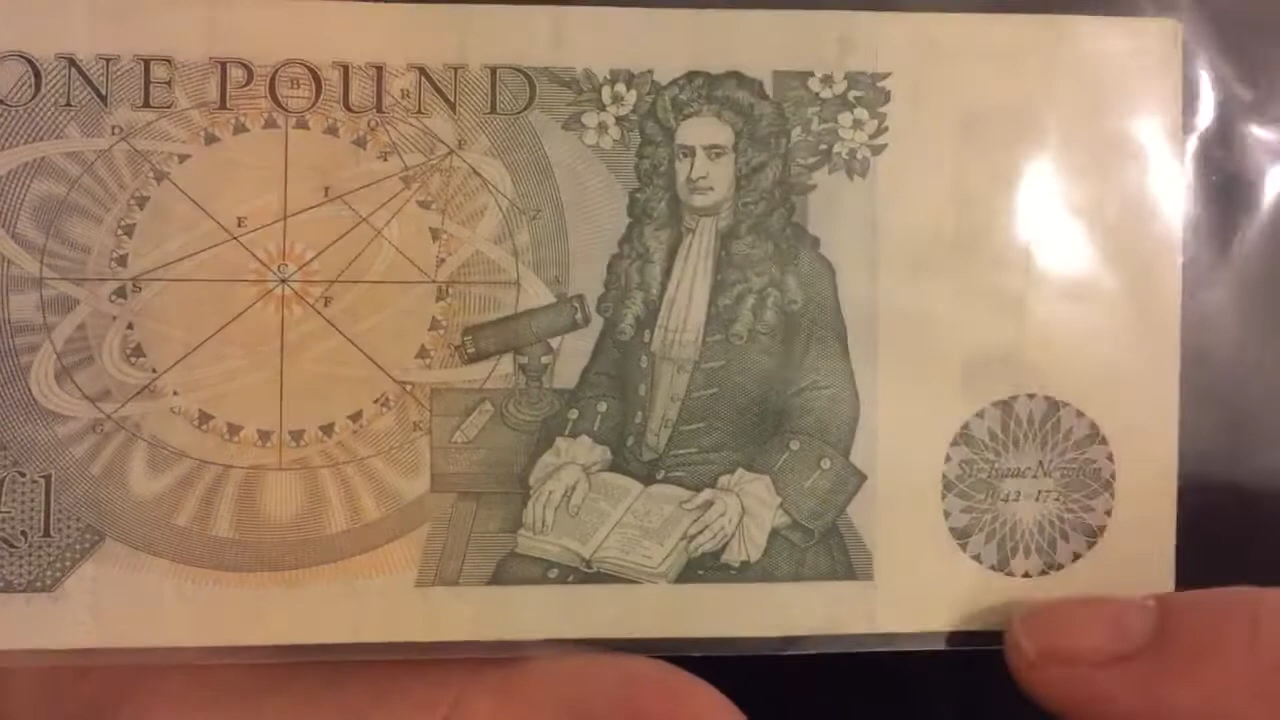 ONE POUND
B
R
D
Q
P
I
Z
E
C
S
H
F
G
K
£1
Sir Isaac Newton
1642-172